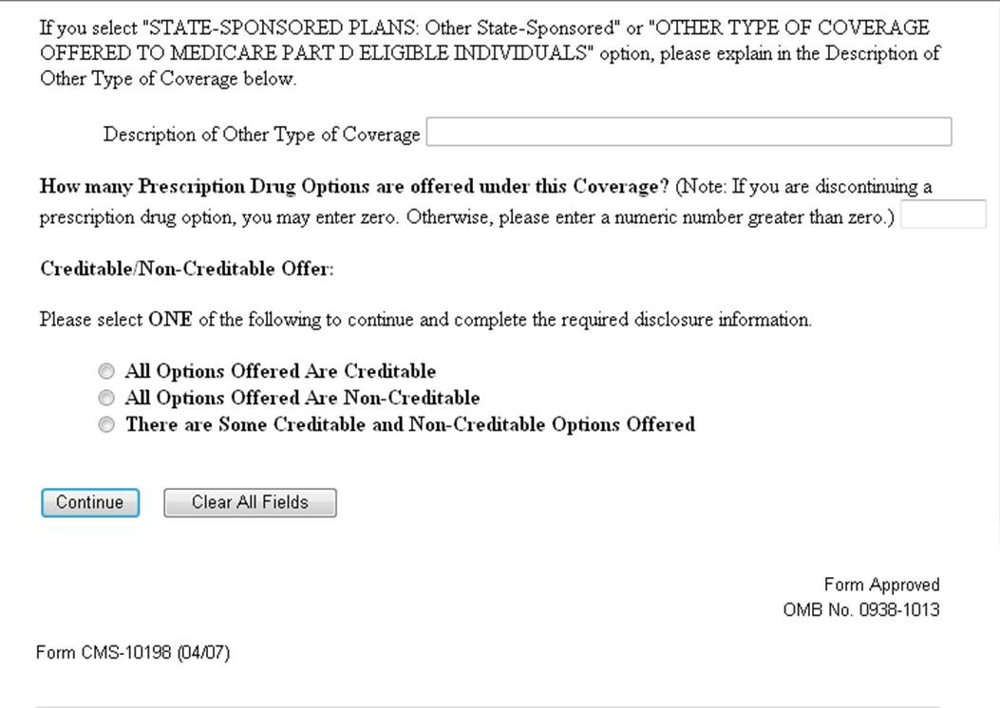 If you select "STATE-SPONSORED PLANS: Other State-Sponsored" or "OTHER TYPE OF COVERAGE
OFFERED TO MEDICARE PART D ELIGIBLE INDIVIDUALS" option, please explain in the Description of
Other Type of Coverage below.
Description of Other Type of Coverage
How many Prescription Drug Options are offered under this Coverage? (Note: If you are discontinuing a
prescription drug option, you may enter zero. Otherwise, please enter a numeric number greater than zero.)
Creditable/Non-Creditable Offer:
Please select ONE of the following to continue and complete the required disclosure information.
All Options Offered Are Creditable
All Options Offered Are Non-Creditable
There are Some Creditable and Non-Creditable Options Offered
Continue Clear All Fields
Form Approved
OMB No. 0938-1013
Form CMS-10198 (04/07)